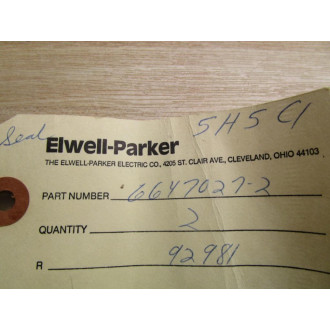 Seal
5H5 C1
Elwell-Parker
THE ELWELL-PARKER ELECTRIC CO., 4205 ST. CLAIR AVE., CLEVELAND, OHIO 44103
PART NUMBER 6647027-2
QUANTITY 2
R 92981